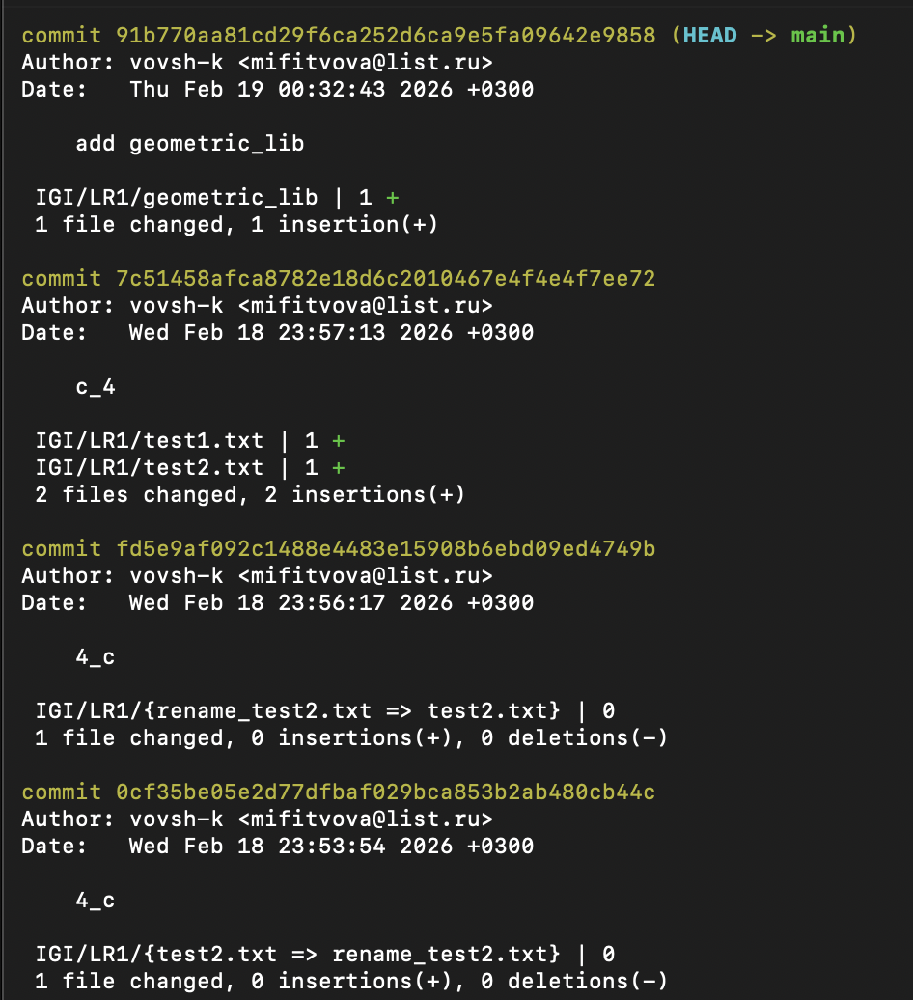 commit 91b770aa81cd29f6ca252d6ca9e5fa09642e9858 (HEAD -> main)
Author: vovsh-k <mifitvova@list.ru>
Date:   Thu Feb 19 00:32:43 2026 +0300
    add geometric_lib
 IGI/LR1/geometric_lib | 1 +
 1 file changed, 1 insertion(+)
commit 7c51458afca8782e18d6c2010467e4f4e4f7ee72
Author: vovsh-k <mifitvova@list.ru>
Date:   Wed Feb 18 23:57:13 2026 +0300
    c_4
 IGI/LR1/test1.txt | 1 +
 IGI/LR1/test2.txt | 1 +
 2 files changed, 2 insertions(+)
commit fd5e9af092c1488e4483e15908b6ebd09ed4749b
Author: vovsh-k <mifitvova@list.ru>
Date:   Wed Feb 18 23:56:17 2026 +0300
    4_c
 IGI/LR1/{rename_test2.txt => test2.txt} | 0
 1 file changed, 0 insertions(+), 0 deletions(-)
commit 0cf35be05e2d77dfbaf029bca853b2ab480cb44c
Author: vovsh-k <mifitvova@list.ru>
Date:   Wed Feb 18 23:53:54 2026 +0300
    4_c
 IGI/LR1/{test2.txt => rename_test2.txt} | 0
 1 file changed, 0 insertions(+), 0 deletions(-)